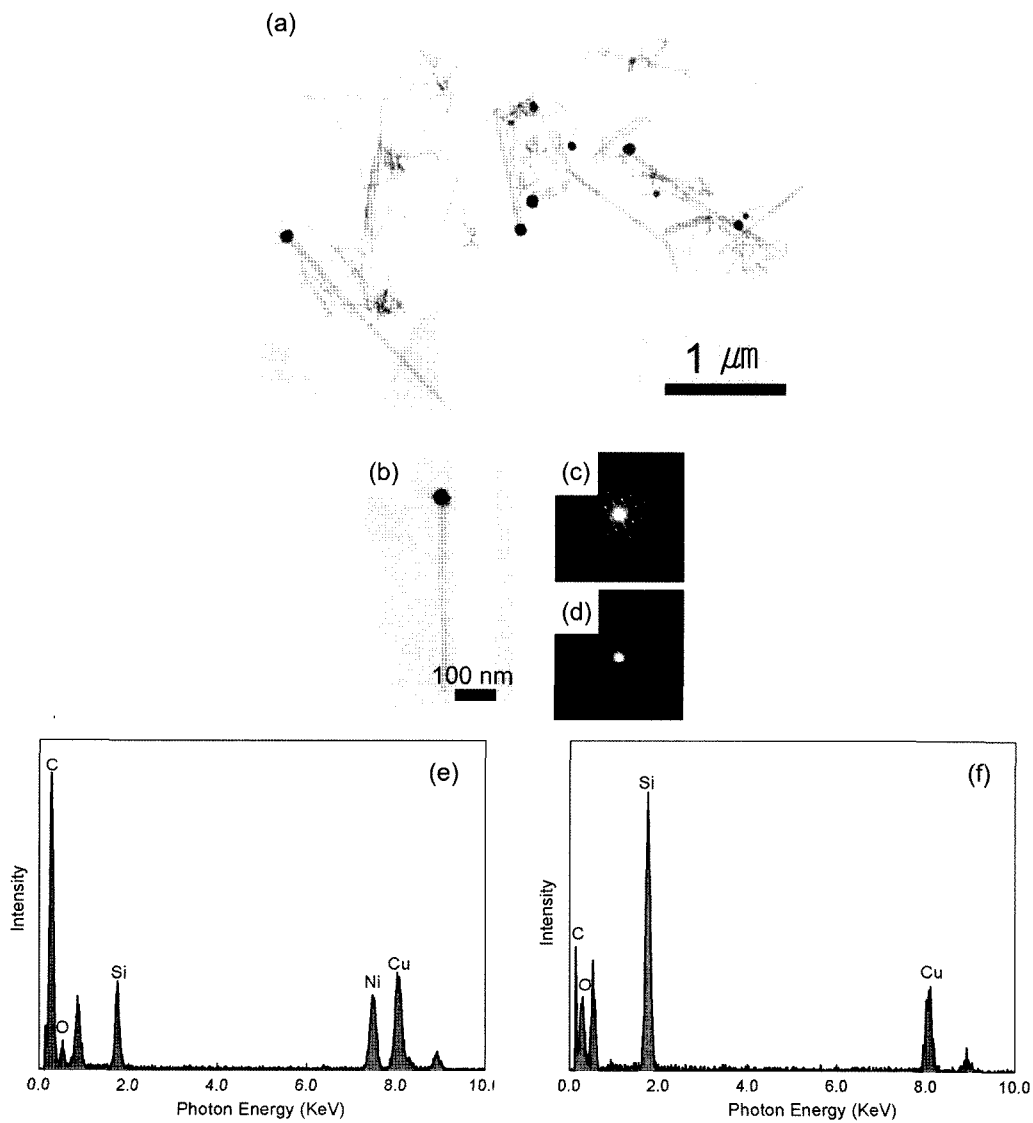 (a)
1 μm
(b)
(c)
(d)
100 nm
(e)
C
O
Si
Ni
Cu
Intensity
0.0 2.0 4.0 6.0 8.0 10.
Photon Energy (KeV)
(f)
C
O
Si
Cu
Intensity
0.0 2.0 4.0 6.0 8.0 10.0
Photon Energy (KeV)